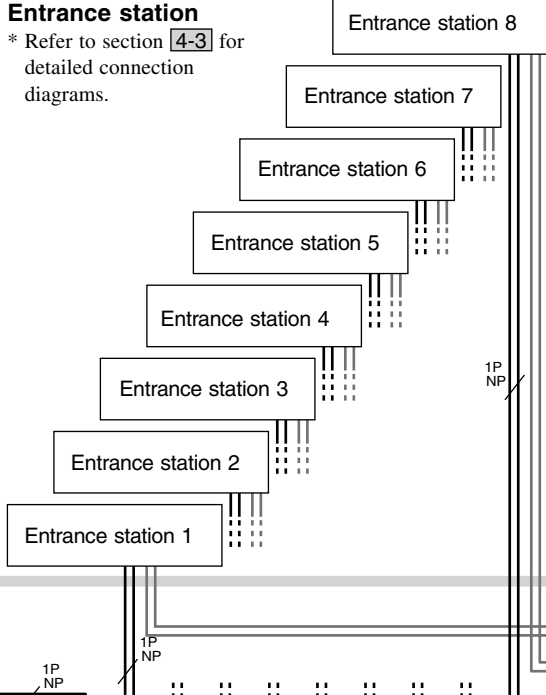 Entrance station
* Refer to section 4-3 for
detailed connection
diagrams.
Entrance station 8
Entrance station 7
Entrance station 6
Entrance station 5
Entrance station 4
1P
NP
Entrance station 3
Entrance station 2
Entrance station 1
1P
NP
1P
NP